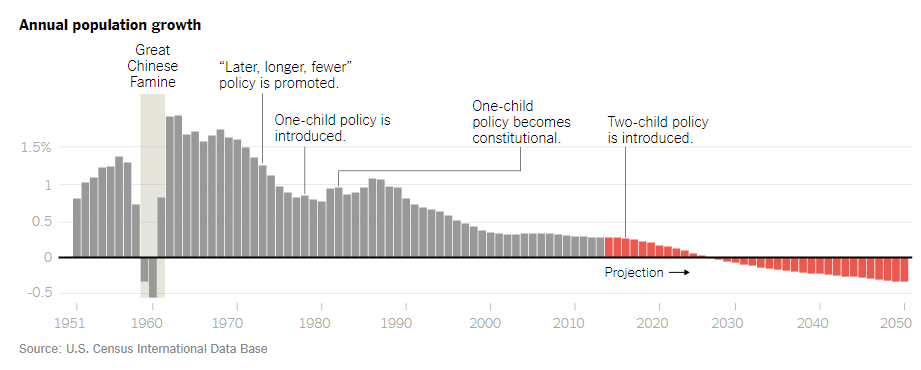 Annual population growth
Great
Chinese
Famine
“Later, longer, fewer”
policy is promoted.
One-child policy is
introduced.
One-child
policy becomes
constitutional.
Two-child policy
is introduced.
1.5%
1
0.5
0
-0.5
Projection
1951
1960
1970
1980
1990
2000
2010
2020
2030
2040
2050
Source: U.S. Census International Data Base